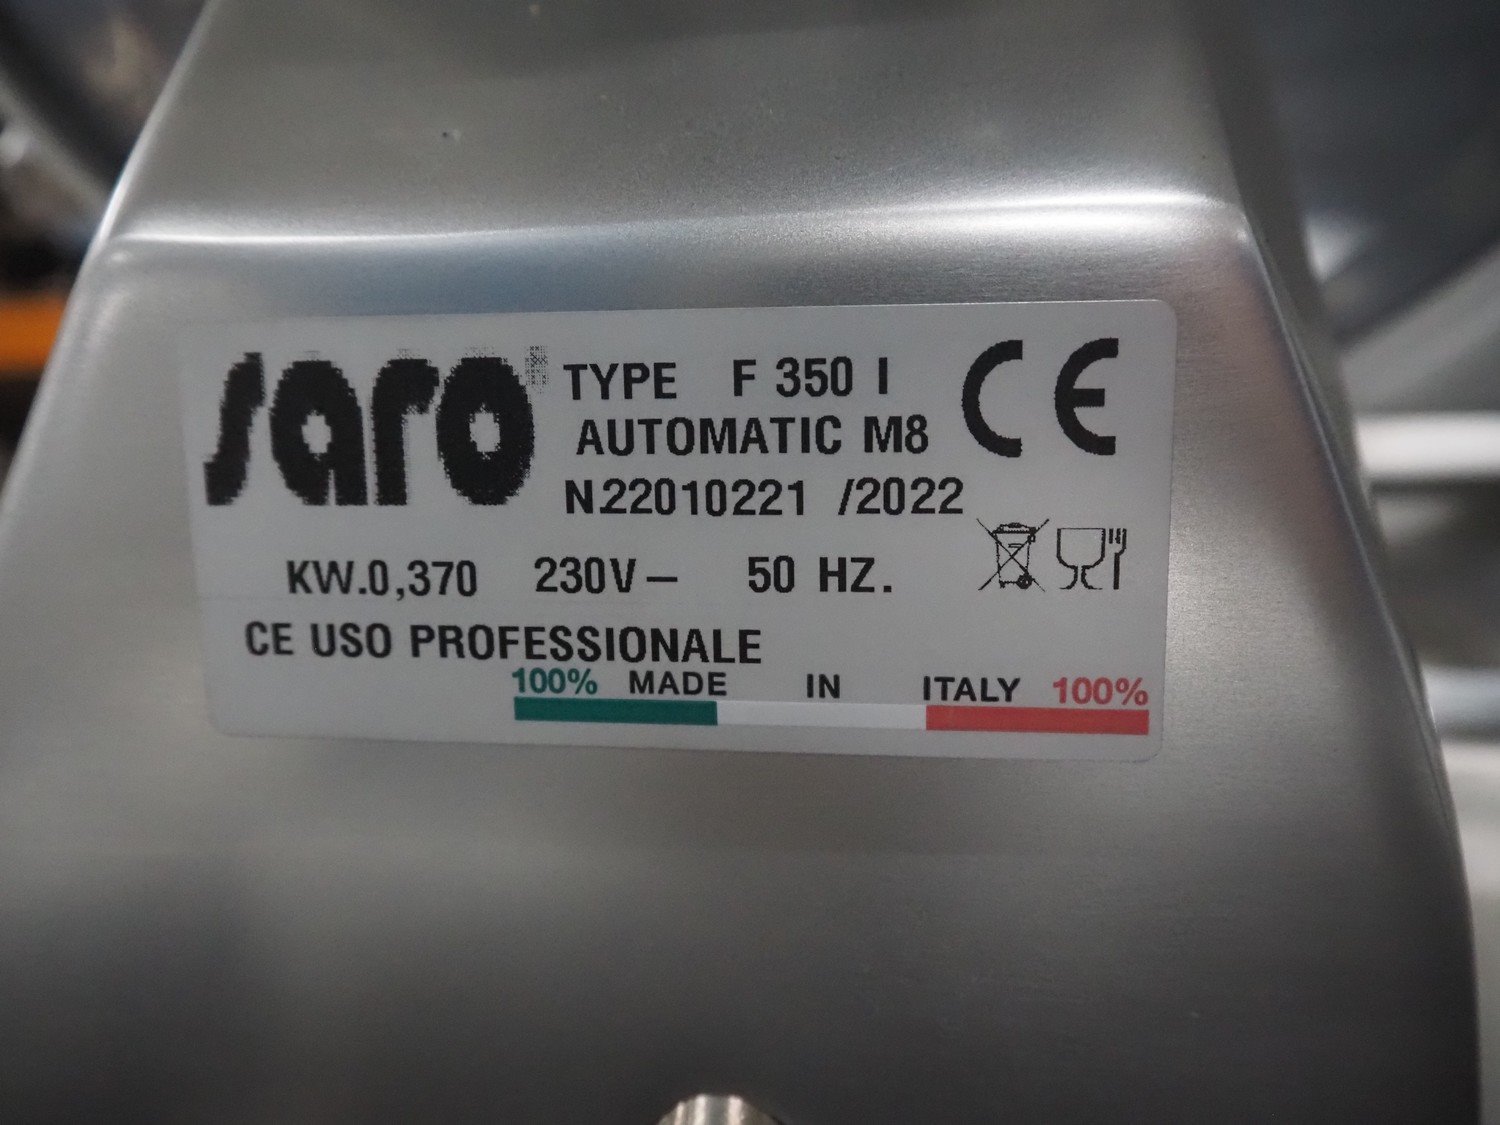 saro
TYPE F 350 I
AUTOMATIC M8
CE
N22010221 /2022
KW.0,370 230V– 50 HZ.
CE USO PROFESSIONALE
100% MADE IN ITALY 100%